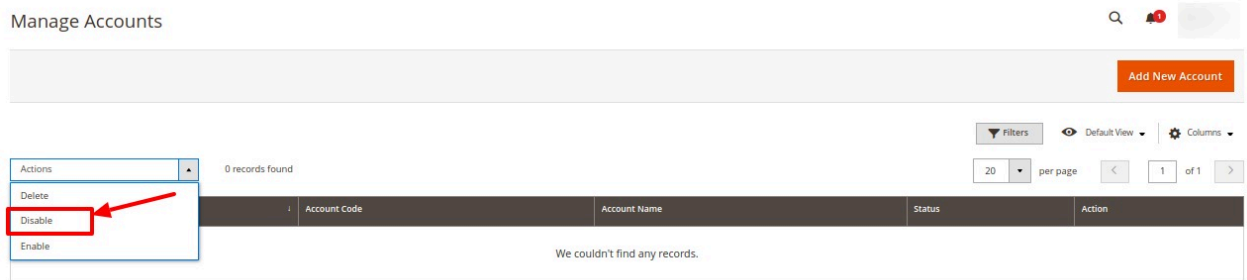 Manage Accounts
1
Add New Account
Filters Default View Columns
Actions 0 records found 20 per page 1 of 1
Delete
Disable
Enable
↓ Account Code Account Name Status Action
We couldn't find any records.